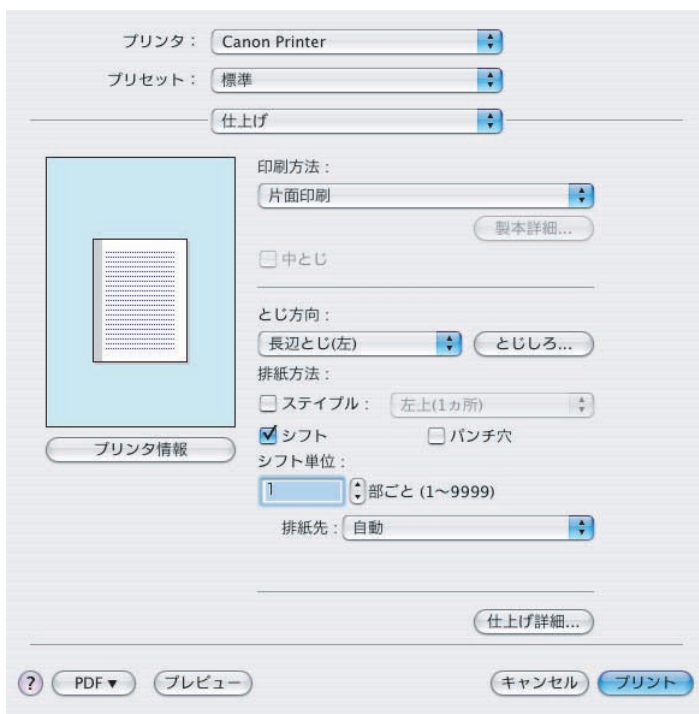 プリンタ： Canon Printer
プリセット： 標準
仕上げ
印刷方法：
片面印刷
製本詳細...
中とじ
とじ方向：
長辺とじ(左) とじしろ...
排紙方法：
ステイプル： 左上(1ヵ所)
シフト パンチ穴
プリンタ情報
シフト単位：
1 部ごと (1～9999)
排紙先： 自動
仕上げ詳細...
? PDF▼ プレビュー キャンセル プリント